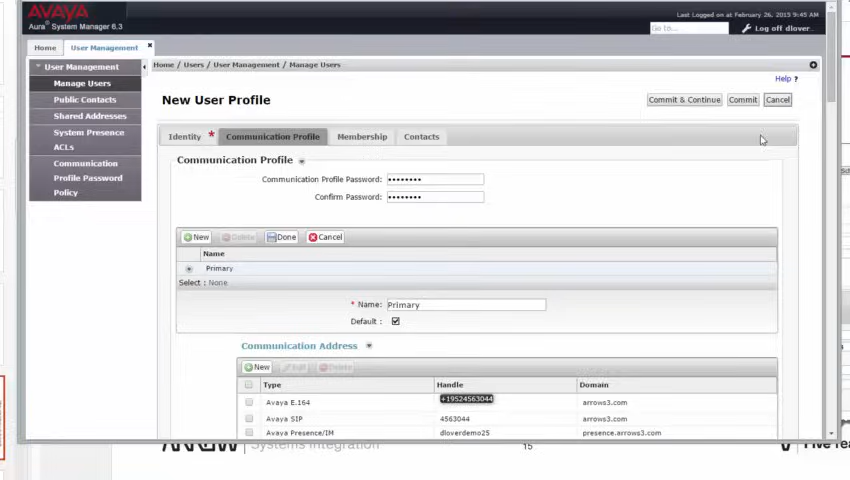 AVAYA
Last Logged on at February 26, 2015 9:45 AM
Aura® System Manager 6.3
Go to...
Log off dlover
Home
User Management
User Management
Home / Users / User Management / Manage Users
Manage Users
Help ?
Public Contacts
New User Profile
Commit & Continue
Commit
Cancel
Shared Addresses
System Presence
ACLs
Identity *
Communication Profile
Membership
Contacts
Communication
Profile Password
Policy
Communication Profile
Communication Profile Password: ••••••••
Confirm Password: ••••••••
New
Delete
Done
Cancel
Name
Primary
Select : None
* Name: Primary
Default :
Communication Address
New
Edit
Delete
Type Handle Domain
Avaya E.164 +19524563044 arrows3.com
Avaya SIP 4563044 arrows3.com
Avaya Presence/IM dloverdemo25 presence.arrows3.com
Systems Integration
15